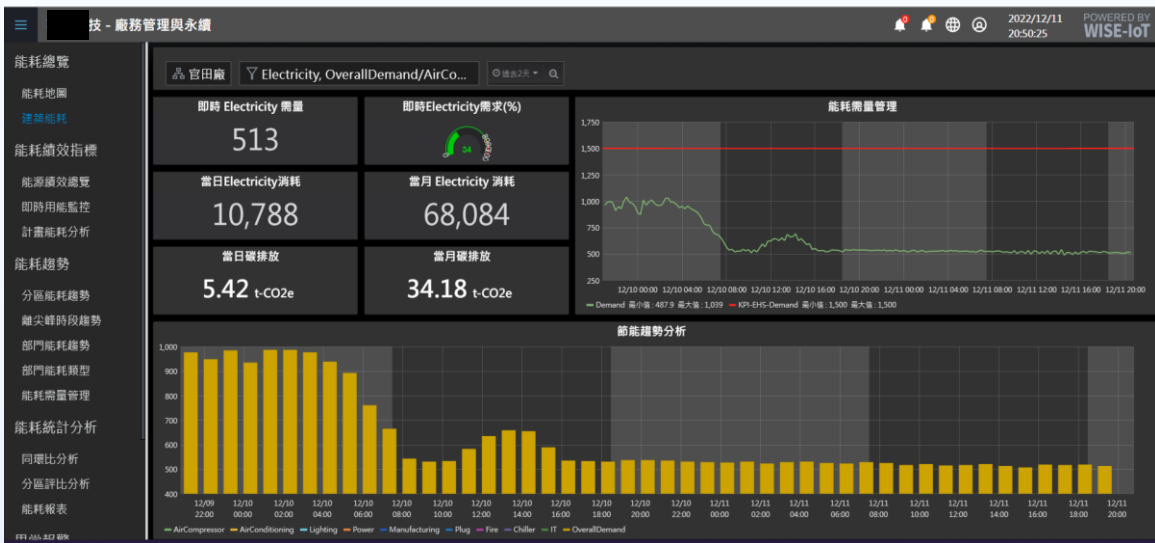 技 - 廠務管理與永續
0
0
2022/12/11
20:50:25
POWERED BY
WISE-IoT
能耗總覽
能耗地圖
建築能耗
能耗績效指標
能源績效總覽
即時用能監控
計畫能耗分析
能耗趨勢
分區能耗趨勢
離尖峰時段趨勢
部門能耗趨勢
部門能耗類型
能耗需量管理
能耗統計分析
同環比分析
分區評比分析
能耗報表
官田廠
Electricity, OverallDemand/AirCo...
過去2天
即時 Electricity 需量
513
即時Electricity需求(%)
34
當日Electricity消耗
10,788
當月 Electricity 消耗
68,084
當日碳排放
5.42 t-CO2e
當月碳排放
34.18 t-CO2e
能耗需量管理
1,750
1,500
1,250
1,000
750
500
250
12/10 00:00 12/10 04:00 12/10 08:00 12/10 12:00 12/10 16:00 12/10 20:00 12/11 00:00 12/11 04:00 12/11 08:00 12/11 12:00 12/11 16:00 12/11 20:00
Demand 最小值: 487.9 最大值: 1,039 KPI-EHS-Demand 最小值: 1,500 最大值: 1,500
節能趨勢分析
1,000
900
800
700
600
500
400
12/09 12/10 12/10 12/10 12/10 12/10 12/10 12/10 12/10 12/10 12/10 12/10 12/10 12/11 12/11 12/11 12/11 12/11 12/11 12/11 12/11 12/11 12/11 12/11
22:00 00:00 02:00 04:00 06:00 08:00 10:00 12:00 14:00 16:00 18:00 20:00 22:00 00:00 02:00 04:00 06:00 08:00 10:00 12:00 14:00 16:00 18:00 20:00
AirCompressor AirConditioning Lighting Power Manufacturing Plug Fire Chiller IT OverallDemand